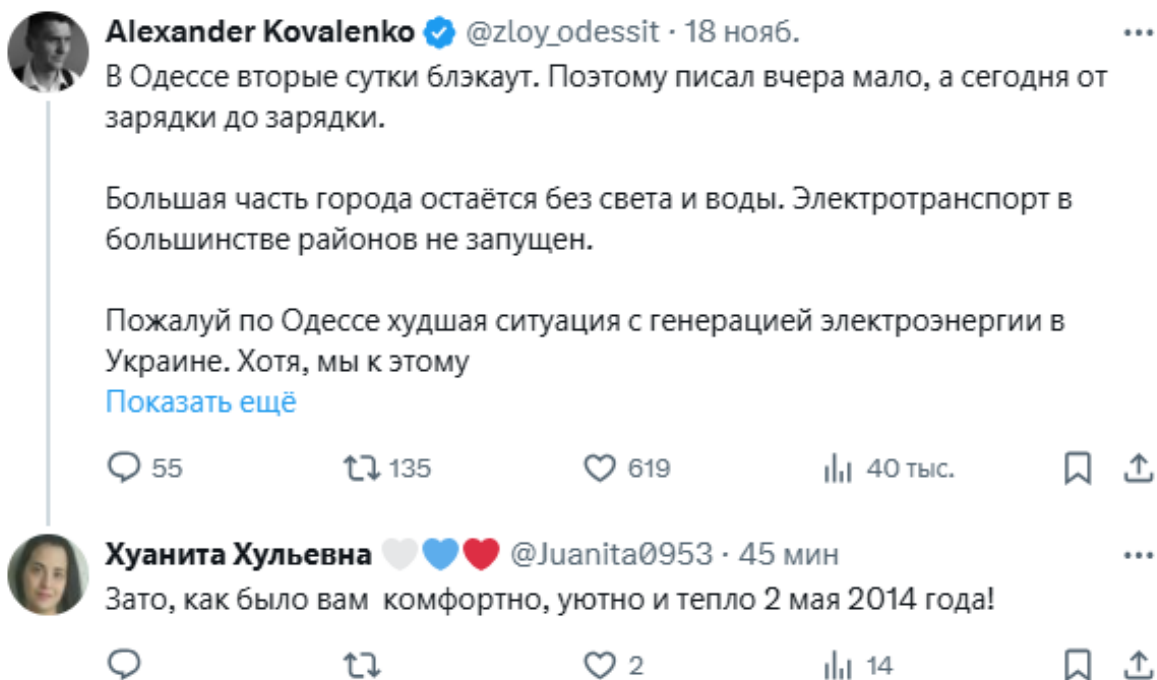 Alexander Kovalenko @zloy_odessit · 18 нояб.
В Одессе вторые сутки блэкаут. Поэтому писал вчера мало, а сегодня от
зарядки до зарядки.
Большая часть города остаётся без света и воды. Электротранспорт в
большинстве районов не запущен.
Пожалуй по Одессе худшая ситуация с генерацией электроэнергии в
Украине. Хотя, мы к этому
Показать ещё
55 135 619 40 тыс.
Хуанита Хульевна 🤍💙❤️ @Juanita0953 · 45 мин
Зато, как было вам комфортно, уютно и тепло 2 мая 2014 года!
2 14